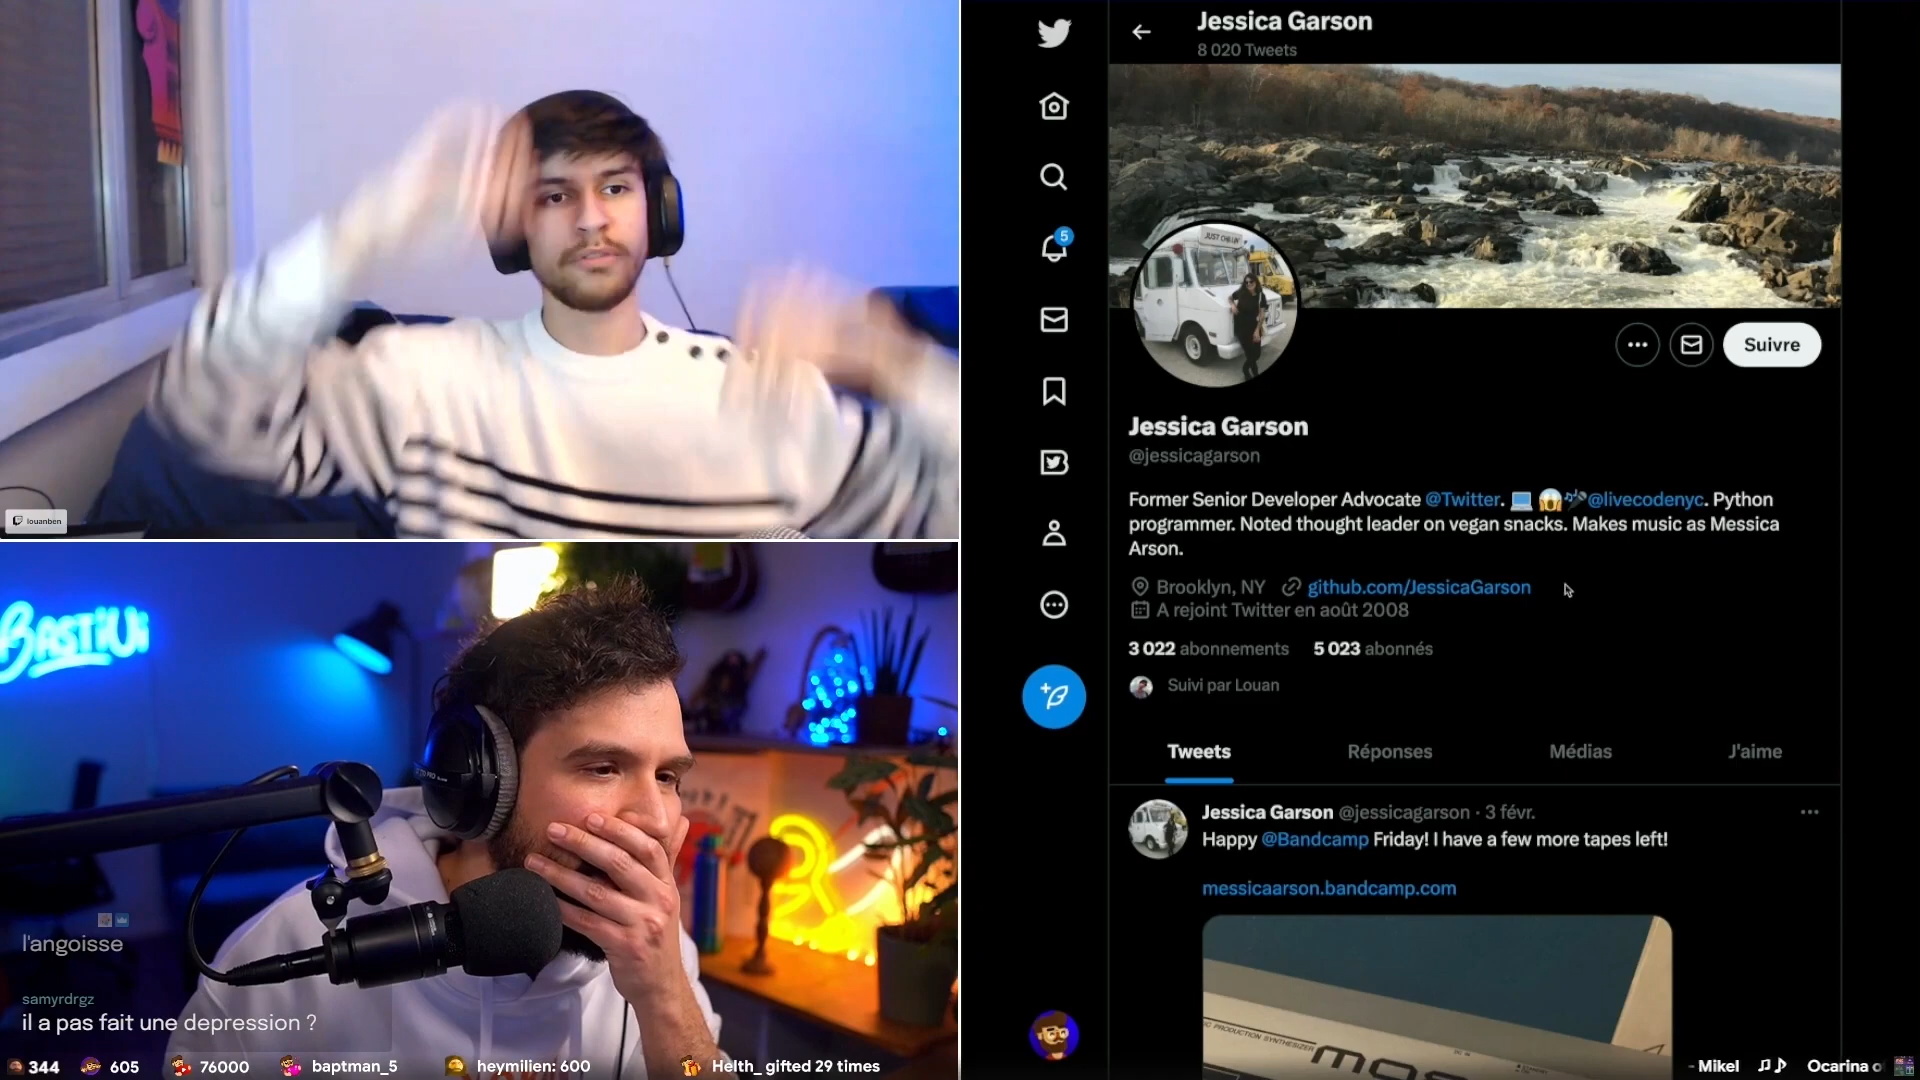 louanben
BASTIUI
l'angoisse
samyrdrgz
il a pas fait une depression ?
344
605
76000
baptman_5
heymilien: 600
Helth_ gifted 29 times
Jessica Garson
8 020 Tweets
5
JUST CHILLIN'
Suivre
Jessica Garson
@jessicagarson
Former Senior Developer Advocate @Twitter. 💻 😱🎶@livecodenyc. Python
programmer. Noted thought leader on vegan snacks. Makes music as Messica
Arson.
Brooklyn, NY github.com/JessicaGarson
A rejoint Twitter en août 2008
3 022 abonnements 5 023 abonnés
Suivi par Louan
Tweets Réponses Médias J'aime
Jessica Garson @jessicagarson · 3 févr.
Happy @Bandcamp Friday! I have a few more tapes left!
messicaarson.bandcamp.com
PRODUCTION SYNTHESIZER
- Mikel
Ocarina o